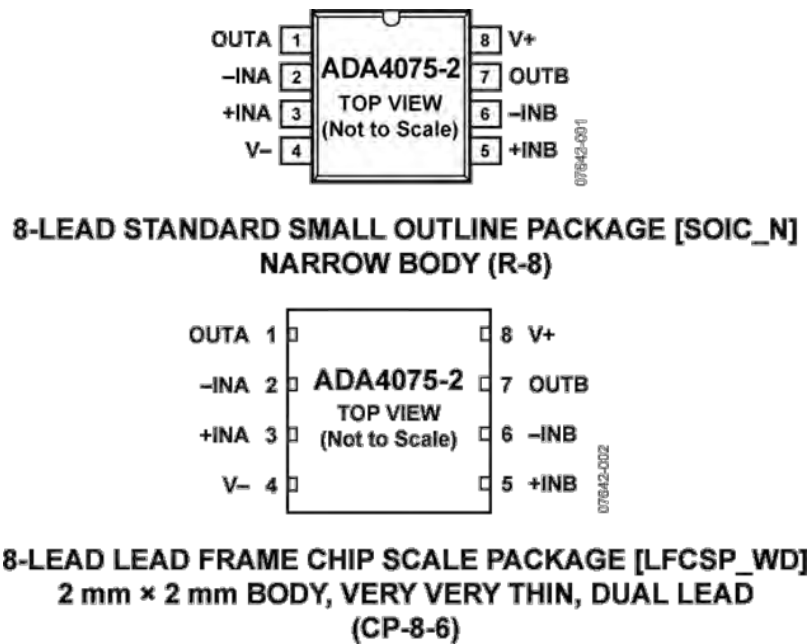 OUTA 1 8 V+
–INA 2 ADA4075-2 7 OUTB
TOP VIEW
+INA 3 (Not to Scale) 6 –INB
V– 4 5 +INB
07642-001
8-LEAD STANDARD SMALL OUTLINE PACKAGE [SOIC_N]
NARROW BODY (R-8)
OUTA 1 8 V+
–INA 2 ADA4075-2 7 OUTB
TOP VIEW
+INA 3 (Not to Scale) 6 –INB
V– 4 5 +INB
07642-002
8-LEAD LEAD FRAME CHIP SCALE PACKAGE [LFCSP_WD]
2 mm × 2 mm BODY, VERY VERY THIN, DUAL LEAD
(CP-8-6)